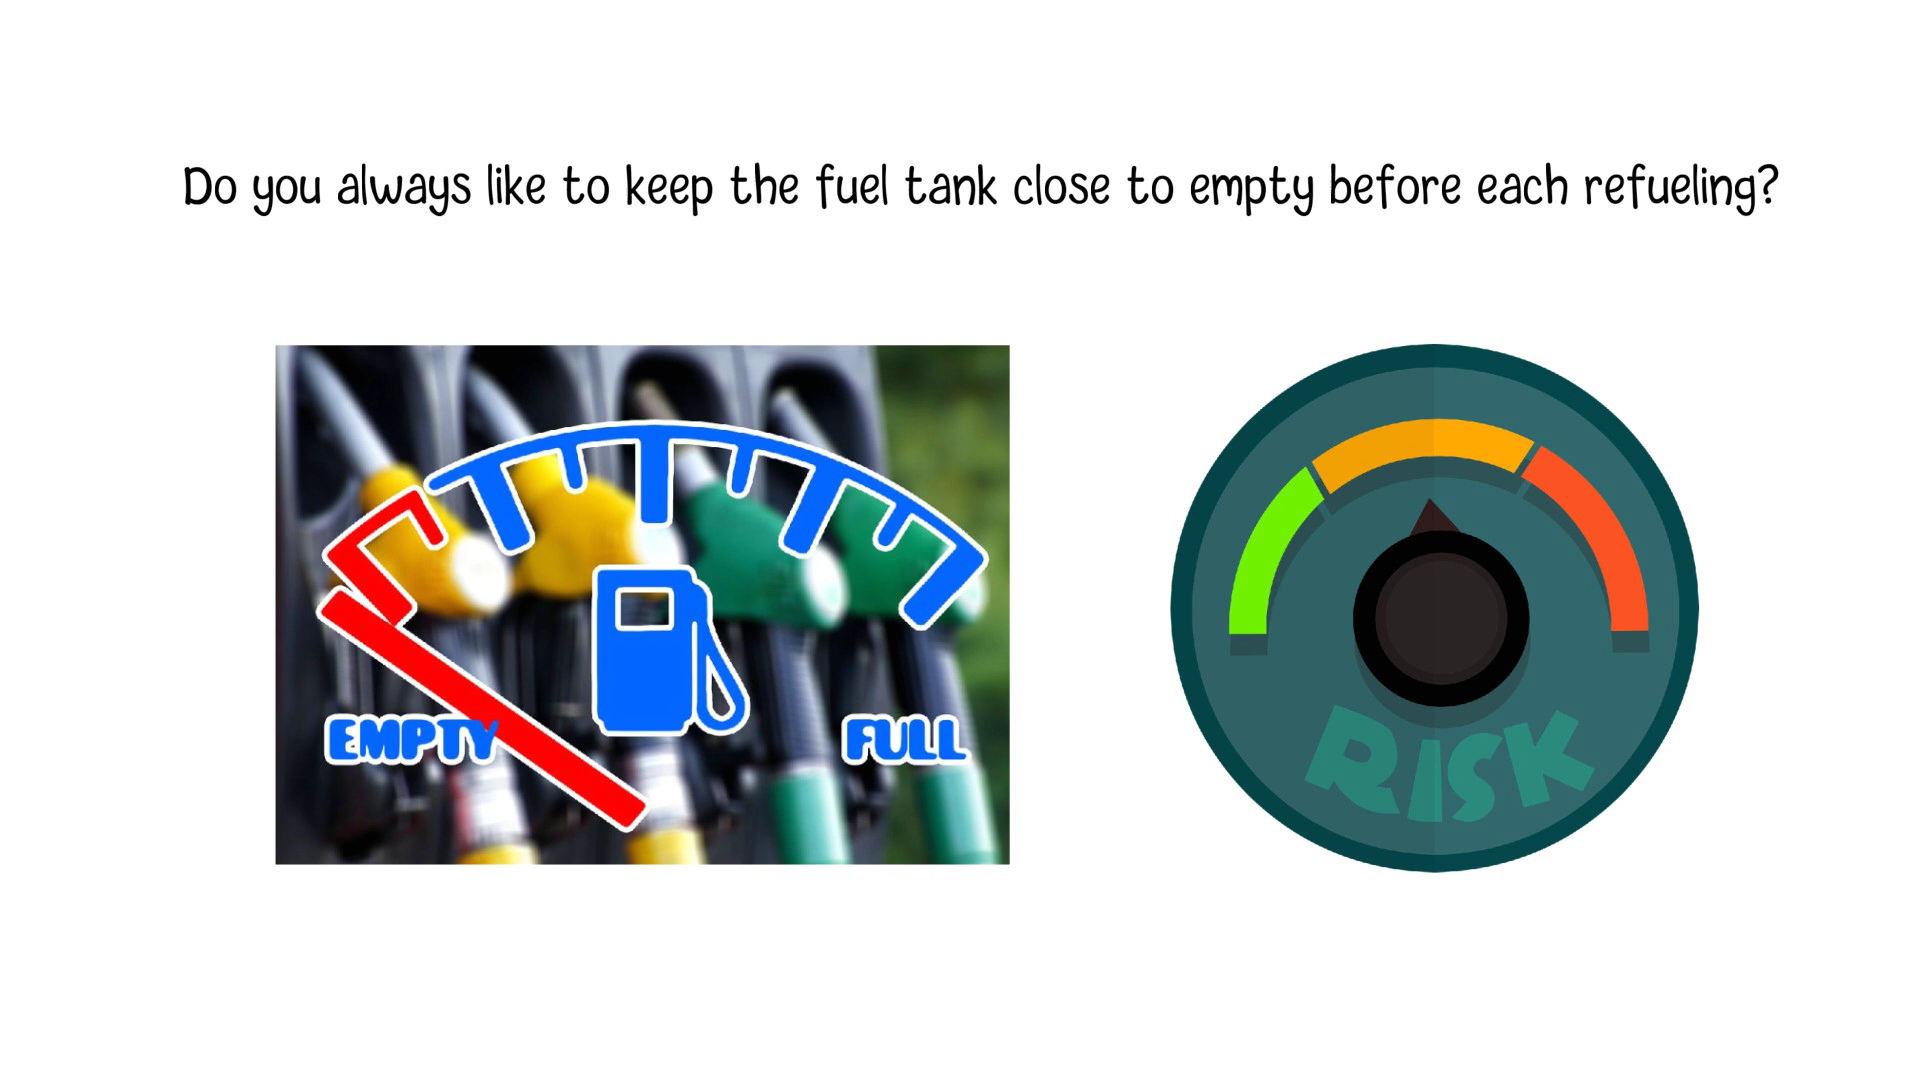 Do you always like to keep the fuel tank close to empty before each refueling?
EMPTY
FULL
RISK